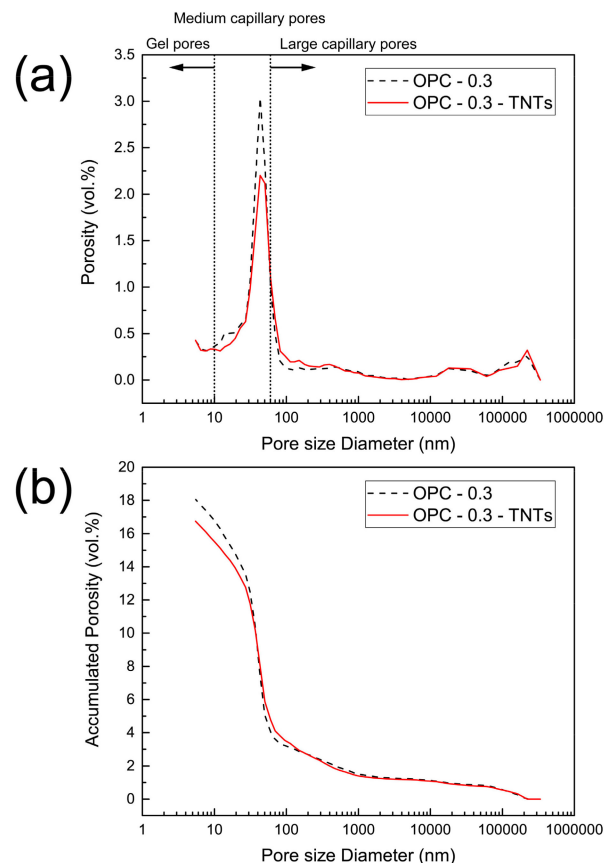 Medium capillary pores
Gel pores
Large capillary pores
(a)
OPC - 0.3
OPC - 0.3 - TNTs
3.5
3.0
2.5
2.0
1.5
1.0
0.5
0.0
Porosity (vol.%)
1 10 100 1000 10000 100000 1000000
Pore size Diameter (nm)
(b)
OPC - 0.3
OPC - 0.3 - TNTs
20
18
16
14
12
10
8
6
4
2
0
Accumulated Porosity (vol.%)
1 10 100 1000 10000 100000 1000000
Pore size Diameter (nm)